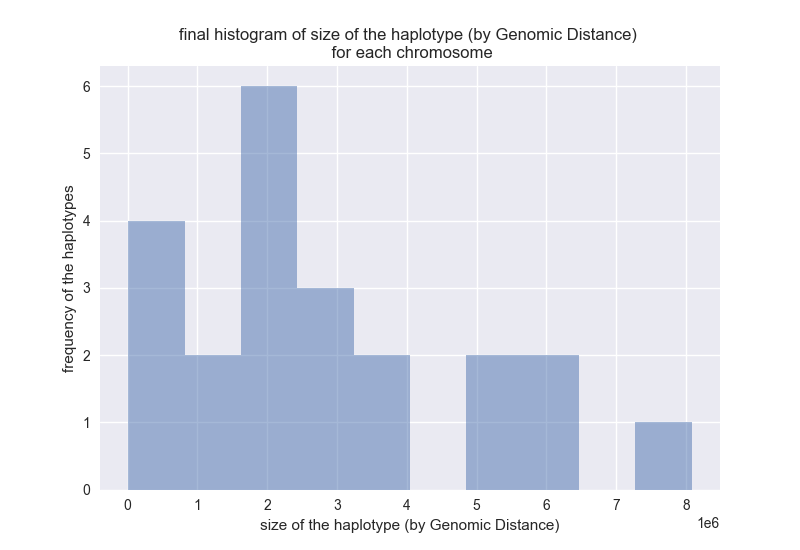 final histogram of size of the haplotype (by Genomic Distance)
for each chromosome
6
5
4
3
2
1
0
frequency of the haplotypes
0 1 2 3 4 5 6 7 8
1e6
size of the haplotype (by Genomic Distance)